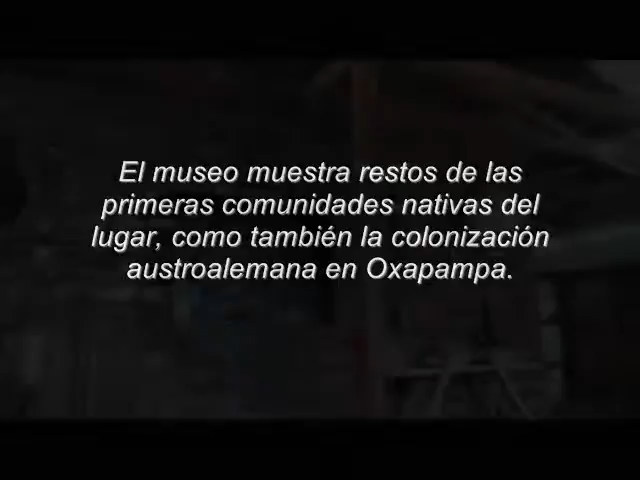 El museo muestra restos de las
primeras comunidades nativas del
lugar, como también la colonización
austroalemana en Oxapampa.